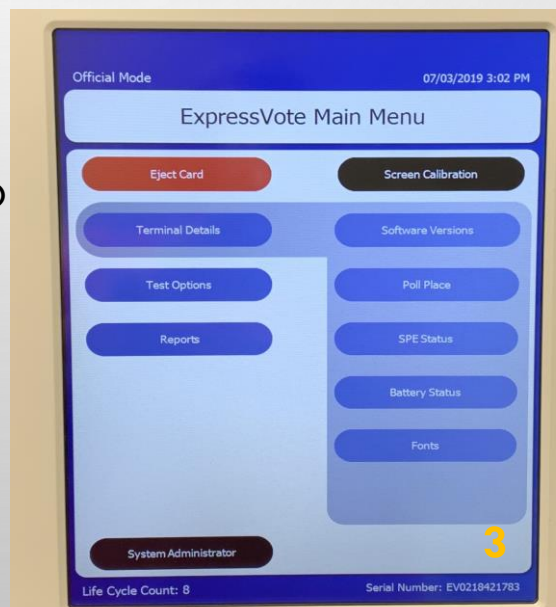 Official Mode 07/03/2019 3:02 PM
ExpressVote Main Menu
Eject Card Screen Calibration
Terminal Details Software Versions
Test Options Poll Place
Reports SPE Status
Battery Status
Fonts
3
System Administrator
Life Cycle Count: 8 Serial Number: EV0218421783